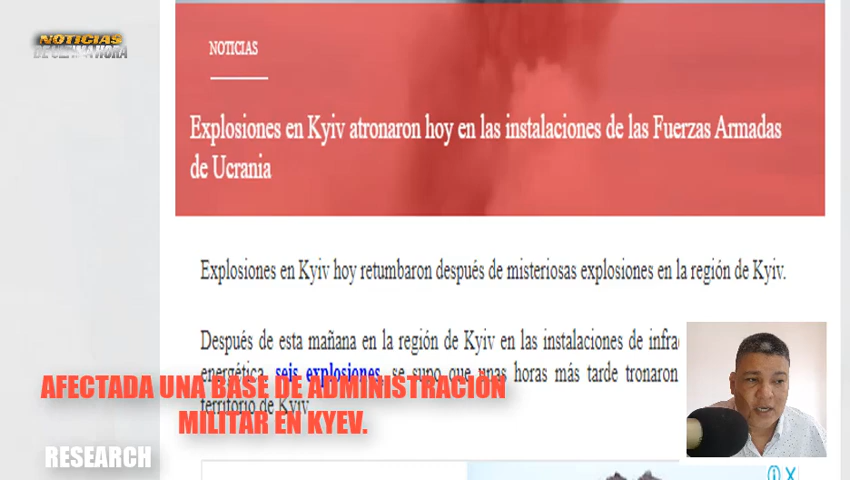 NOTICIAS
DE ULTIMA HORA
NOTICIAS
Explosiones en Kyiv atronaron hoy en las instalaciones de las Fuerzas Armadas
de Ucrania
Explosiones en Kyiv hoy retumbaron después de misteriosas explosiones en la región de Kyiv.
Después de esta mañana en la región de Kyiv en las instalaciones de infra
energética, seis explosiones, se supo que unas horas más tarde tronaron
territorio de Kyiv.
AFECTADA UNA BASE DE ADMINISTRACIÓN
MILITAR EN KYEV.
RESEARCH